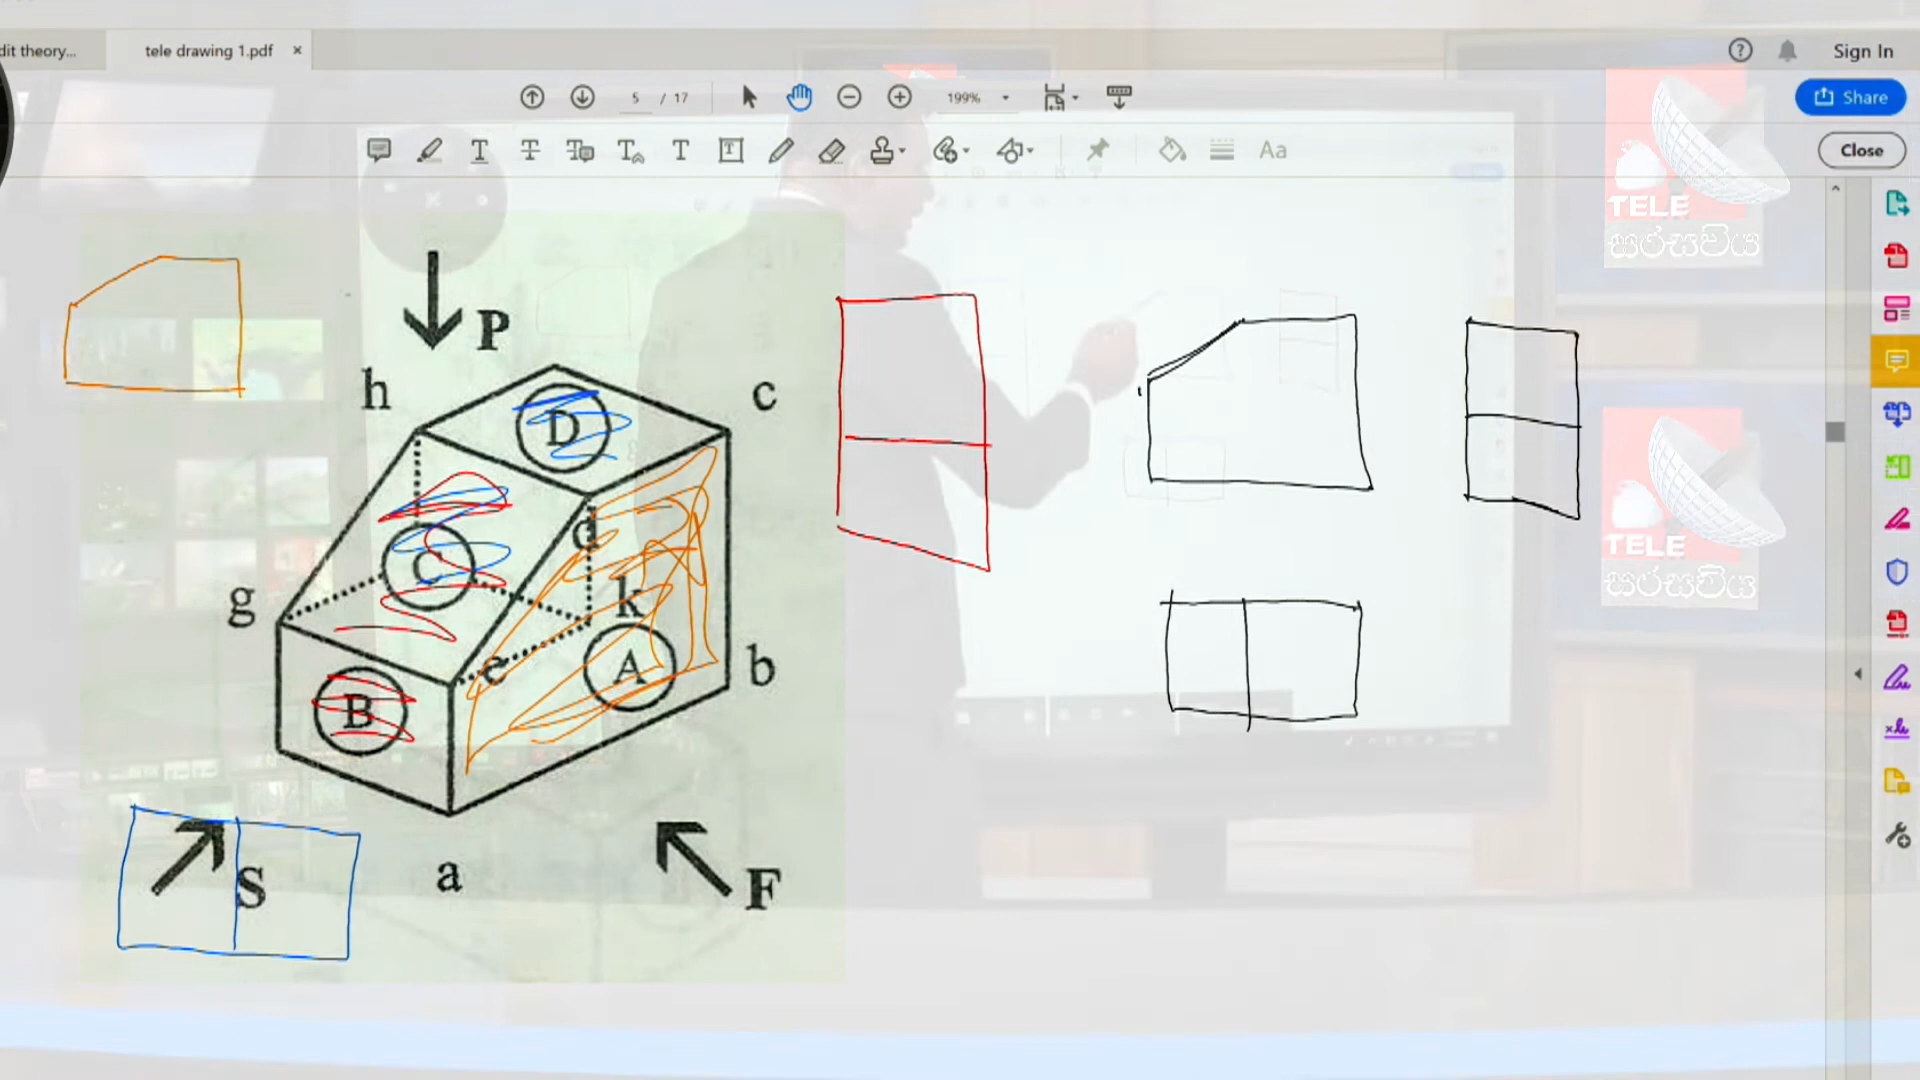 dit theory...
tele drawing 1.pdf
Sign In
5 / 17
199%
Share
Aa
Close
TELE
සරසවිය
P
h
c
D
d
C
g
k
e
A
b
B
TELE
සරසවිය
S
a
F